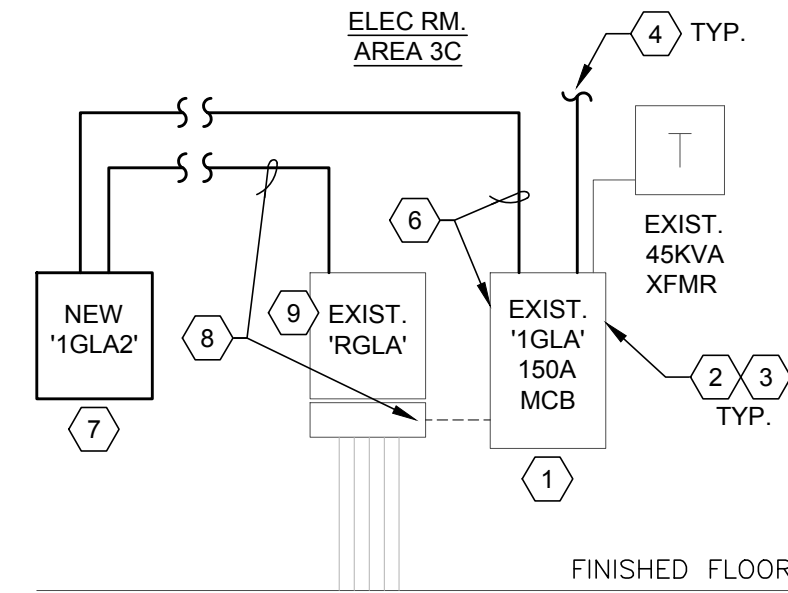 ELEC RM.
AREA 3C
4 TYP.
T
EXIST.
45KVA
XFMR
6
NEW
'1GLA2'
7
8
9
EXIST.
'RGLA'
EXIST.
'1GLA'
150A
MCB
1
2 3
TYP.
FINISHED FLOOR